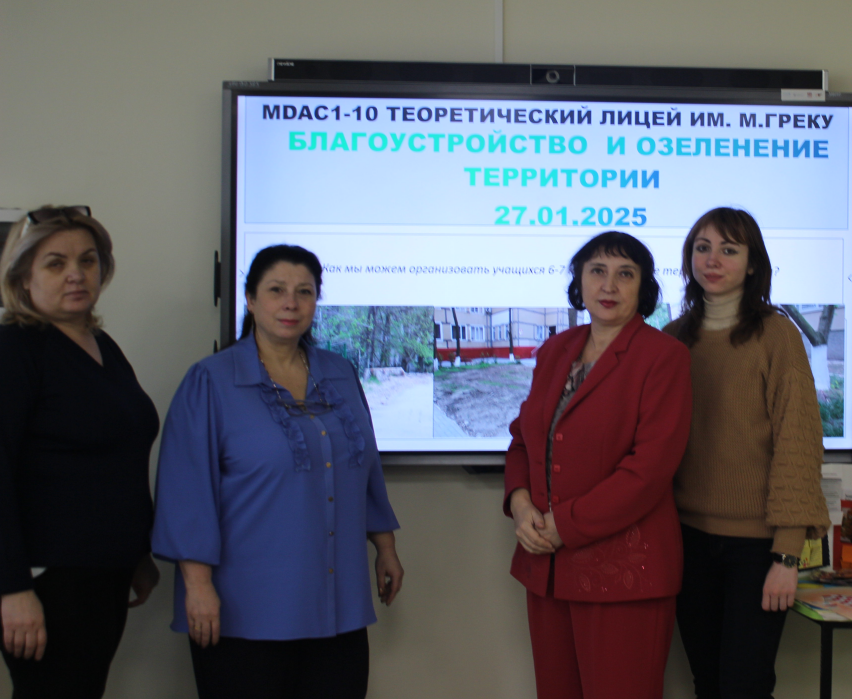 MDAC1-10 ТЕОРЕТИЧЕСКИЙ ЛИЦЕЙ ИМ. М.ГРЕКУ
БЛАГОУСТРОЙСТВО И ОЗЕЛЕНЕНИЕ
ТЕРРИТОРИИ
27.01.2025
Как мы можем организовать учащихся 6-7